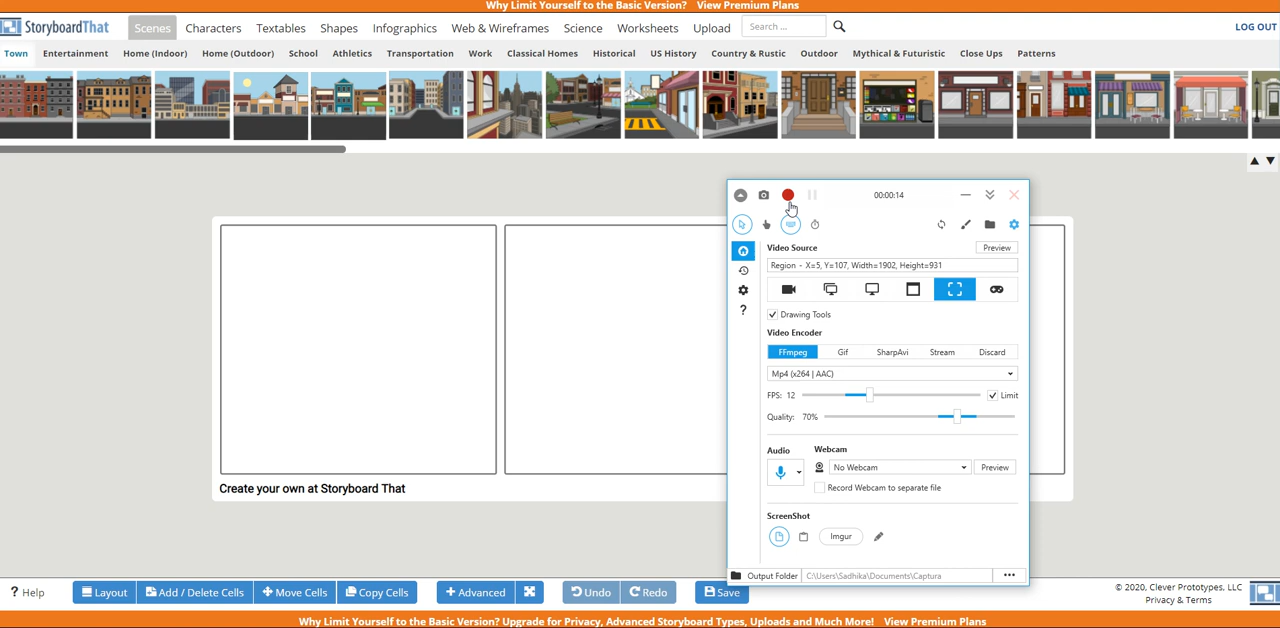 Why Limit Yourself to the Basic Version? View Premium Plans
StoryboardThat
Scenes Characters Textables Shapes Infographics Web & Wireframes Science Worksheets Upload Search ... LOG OUT
Town Entertainment Home (Indoor) Home (Outdoor) School Athletics Transportation Work Classical Homes Historical US History Country & Rustic Outdoor Mythical & Futuristic Close Ups Patterns
00:00:14
Video Source Preview
Region - X=5, Y=107, Width=1902, Height=931
Drawing Tools
Video Encoder
FFmpeg Gif SharpAvi Stream Discard
Mp4 (x264 | AAC)
FPS: 12 Limit
Quality: 70%
Audio Webcam
No Webcam Preview
Record Webcam to separate file
ScreenShot
Imgur
Output Folder C:\Users\Sadhika\Documents\Captura ...
Create your own at Storyboard That
? Help Layout Add / Delete Cells Move Cells Copy Cells Advanced Undo Redo Save
© 2020, Clever Prototypes, LLC
Privacy & Terms
Why Limit Yourself to the Basic Version? Upgrade for Privacy, Advanced Storyboard Types, Uploads and Much More! View Premium Plans